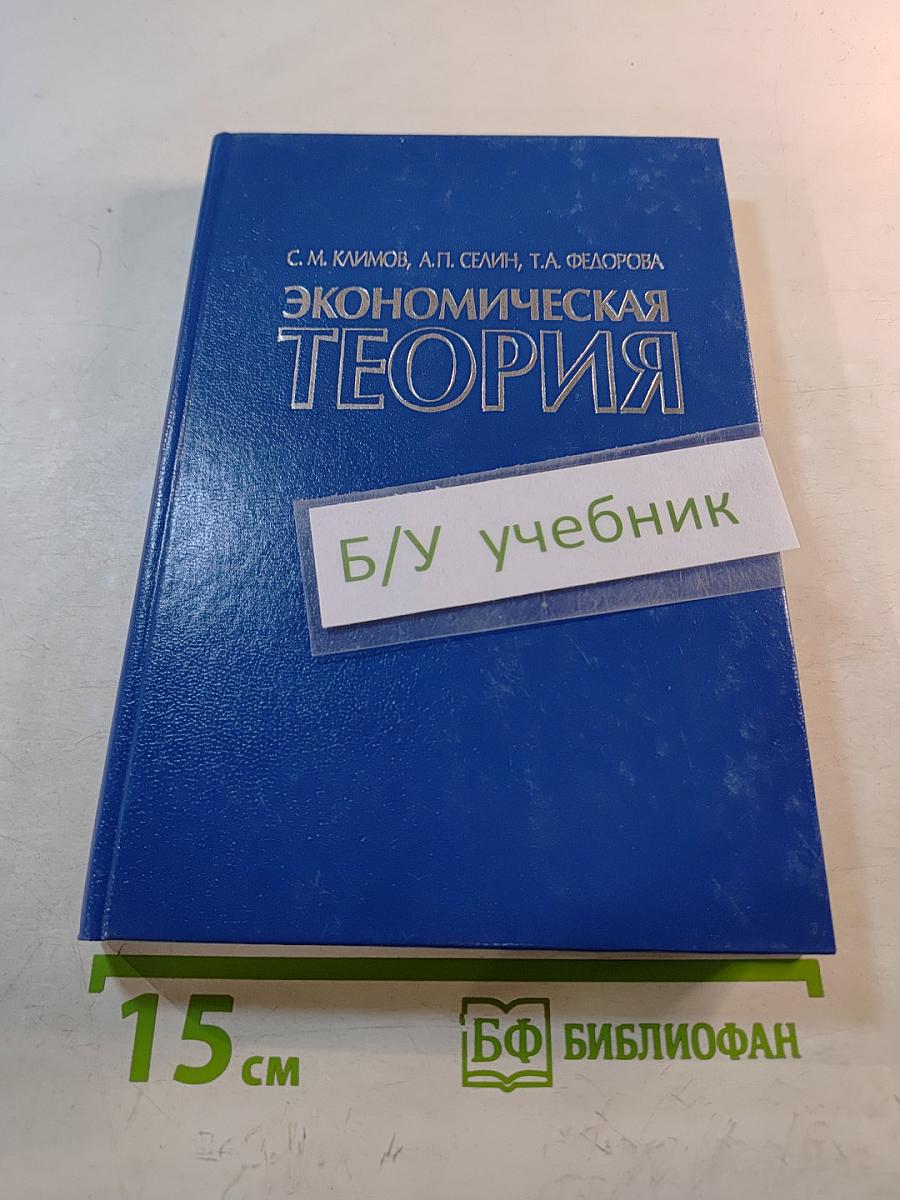 С. М. КЛИМОВ, А.П. СЕЛИН, Т.А. ФЕДОРОВА
ЭКОНОМИЧЕСКАЯ
ТЕОРИЯ
Б/У учебник
15 см
БФ БИБЛИОФАН